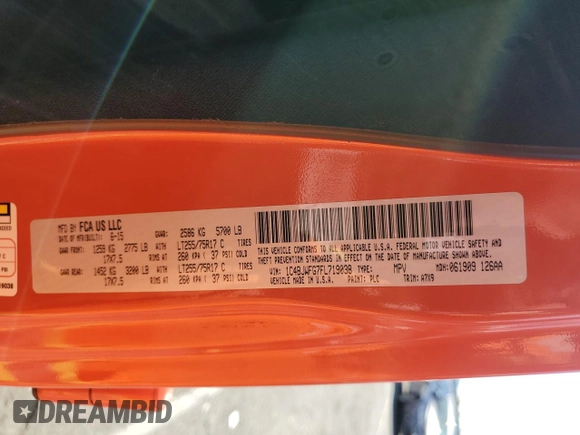 MFD BY FCA US LLC
DATE OF MFR(BUILT): 6-15 GVWR: 2586 KG 5700 LB
GAWR FRONT: 1259 KG 2775 LB WITH LT255/75R17 C TIRES
17X7.5 RIMS AT 260 KPA ( 37 PSI) COLD
GAWR REAR: 1452 KG 3200 LB WITH LT255/75R17 C TIRES
17X7.5 RIMS AT 260 KPA ( 37 PSI) COLD
THIS VEHICLE CONFORMS TO ALL APPLICABLE U.S.A. FEDERAL MOTOR VEHICLE SAFETY AND
THEFT PREVENTION STANDARDS IN EFFECT ON THE DATE OF MANUFACTURE SHOWN ABOVE.
VIN: 1C4BJWFG7FL719038 TYPE: MPV MDH: 061909 126AA
VEHICLE MADE IN U.S.A. PAINT: PLC TRIM: A7X9
PSI
19038
DREAMBID